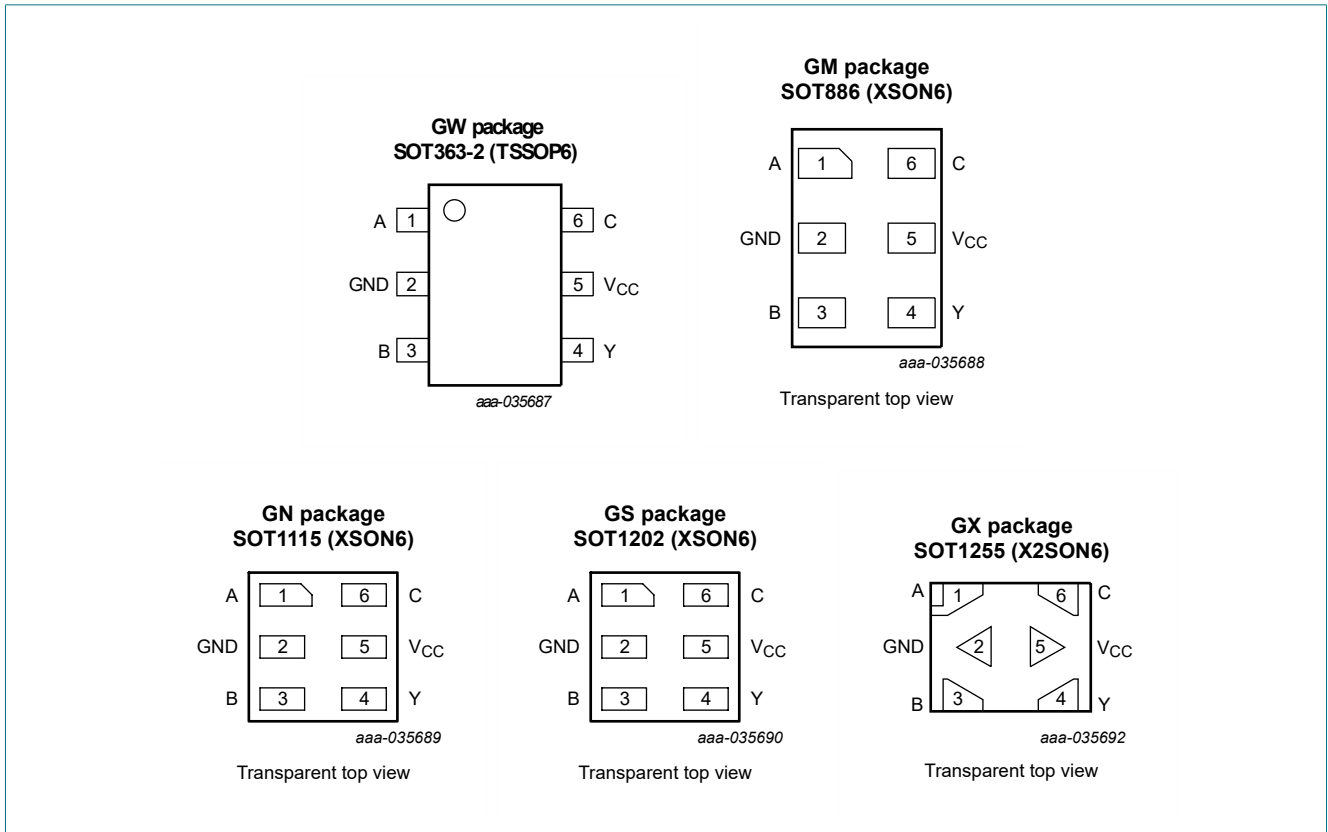 GW package
SOT363-2 (TSSOP6)
A 1 6 C
GND 2 5 VCC
B 3 4 Y
aaa-035687
GM package
SOT886 (XSON6)
A 1 6 C
GND 2 5 VCC
B 3 4 Y
aaa-035688
Transparent top view
GN package
SOT1115 (XSON6)
A 1 6 C
GND 2 5 VCC
B 3 4 Y
aaa-035689
Transparent top view
GS package
SOT1202 (XSON6)
A 1 6 C
GND 2 5 VCC
B 3 4 Y
aaa-035690
Transparent top view
GX package
SOT1255 (X2SON6)
A 1 6 C
GND 2 5 VCC
B 3 4 Y
aaa-035692
Transparent top view